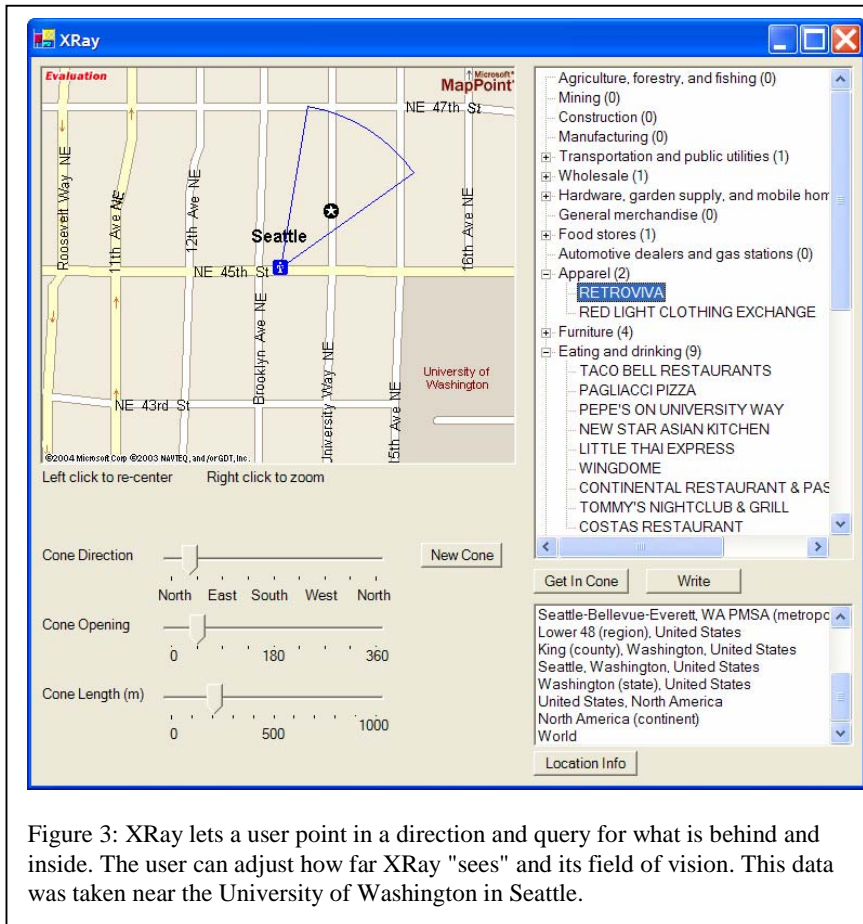 XRay
Evaluation
Microsoft®
MapPoint®
NE 47th St
Roosevelt Way NE
11th Ave NE
12th Ave NE
16th Ave NE
Seattle
NE 45th St
Brooklyn Ave NE
University Way NE
15th Ave NE
University of
Washington
NE 43rd St
©2004 Microsoft Corp ©2003 NAVTEQ, and/or GDT, Inc.
Left click to re-center Right click to zoom
Cone Direction
New Cone
North East South West North
Cone Opening
0 180 360
Cone Length (m)
0 500 1000
Agriculture, forestry, and fishing (0)
Mining (0)
Construction (0)
Manufacturing (0)
Transportation and public utilities (1)
Wholesale (1)
Hardware, garden supply, and mobile hom
General merchandise (0)
Food stores (1)
Automotive dealers and gas stations (0)
Apparel (2)
RETROVIVA
RED LIGHT CLOTHING EXCHANGE
Furniture (4)
Eating and drinking (9)
TACO BELL RESTAURANTS
PAGLIACCI PIZZA
PEPE'S ON UNIVERSITY WAY
NEW STAR ASIAN KITCHEN
LITTLE THAI EXPRESS
WINGDOME
CONTINENTAL RESTAURANT & PAS
TOMMY'S NIGHTCLUB & GRILL
COSTAS RESTAURANT
Get In Cone Write
Seattle-Bellevue-Everett, WA PMSA (metropo
Lower 48 (region), United States
King (county), Washington, United States
Seattle, Washington, United States
Washington (state), United States
United States, North America
North America (continent)
World
Location Info
Figure 3: XRay lets a user point in a direction and query for what is behind and
inside. The user can adjust how far XRay "sees" and its field of vision. This data
was taken near the University of Washington in Seattle.